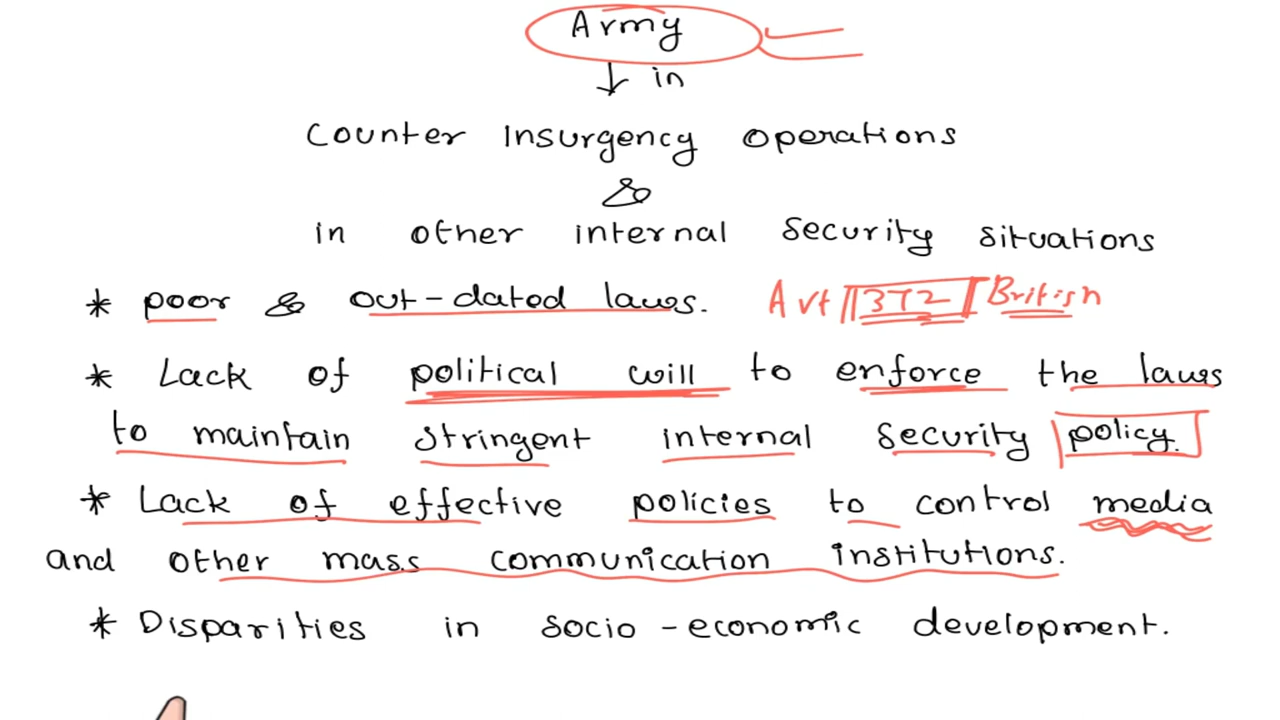 Army
↓ in
Counter insurgency operations
&
in other internal security situations
* poor & out-dated laws. Art 372 British
* Lack of political will to enforce the laws
to maintain stringent internal security policy.
* Lack of effective policies to control media
and other mass communication institutions.
* Disparities in socio-economic development.